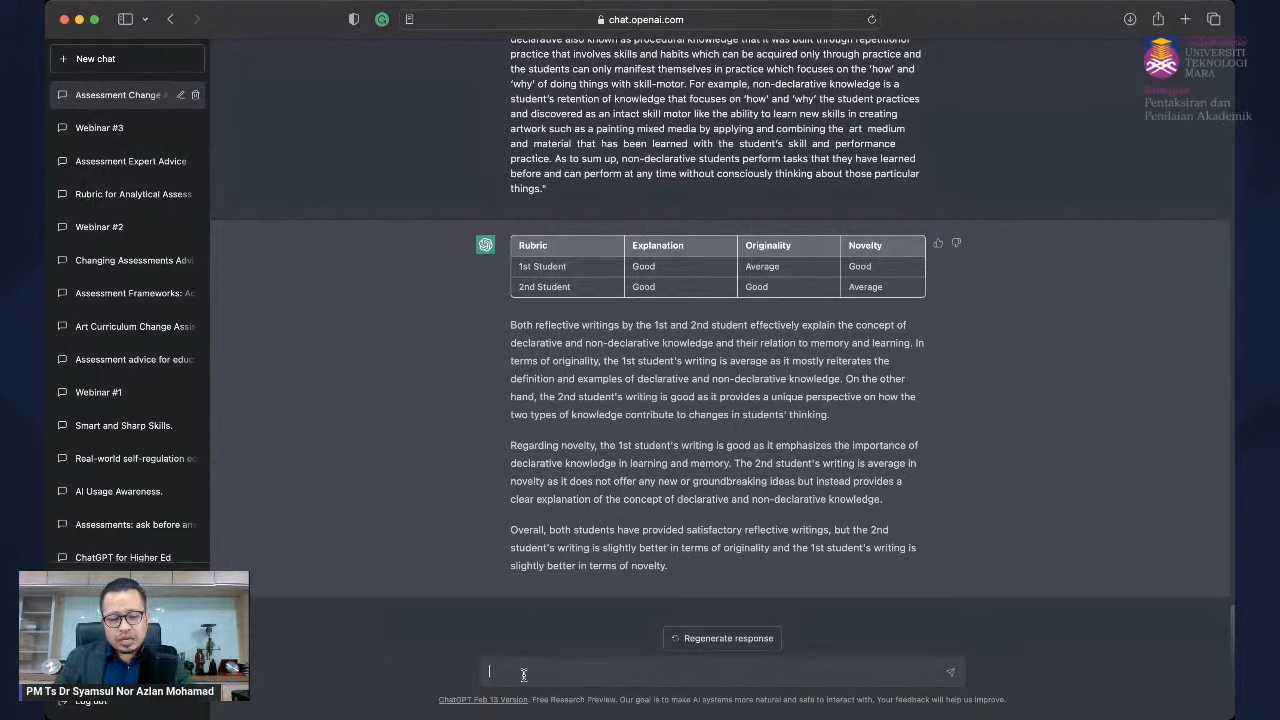 chat.openai.com
New chat
Assessment Change A
Webinar #3
Assessment Expert Advice
Rubric for Analytical Assess
Webinar #2
Changing Assessments Advi
Assessment Frameworks: Ac
Art Curriculum Change Assis
Assessment advice for educ
Webinar #1
Smart and Sharp Skills.
Real-world self-regulation ec
AI Usage Awareness.
Assessments: ask before an
ChatGPT for Higher Ed
Log out
PM Ts Dr Syamsul Nor Azlan Mohamad
declarative also known as procedural knowledge that it was built through repetitionof
practice that involves skills and habits which can be acquired only through practice and
the students can only manifest themselves in practice which focuses on the 'how' and
'why' of doing things with skill-motor. For example, non-declarative knowledge is a
student's retention of knowledge that focuses on 'how' and 'why' the student practices
and discovered as an intact skill motor like the ability to learn new skills in creating
artwork such as a painting mixed media by applying and combining the art medium
and material that has been learned with the student's skill and performance
practice. As to sum up, non-declarative students perform tasks that they have learned
before and can perform at any time without consciously thinking about those particular
things."
Rubric Explanation Originality Novelty
1st Student Good Average Good
2nd Student Good Good Average
Both reflective writings by the 1st and 2nd student effectively explain the concept of
declarative and non-declarative knowledge and their relation to memory and learning. In
terms of originality, the 1st student's writing is average as it mostly reiterates the
definition and examples of declarative and non-declarative knowledge. On the other
hand, the 2nd student's writing is good as it provides a unique perspective on how the
two types of knowledge contribute to changes in students' thinking.
Regarding novelty, the 1st student's writing is good as it emphasizes the importance of
declarative knowledge in learning and memory. The 2nd student's writing is average in
novelty as it does not offer any new or groundbreaking ideas but instead provides a
clear explanation of the concept of declarative and non-declarative knowledge.
Overall, both students have provided satisfactory reflective writings, but the 2nd
student's writing is slightly better in terms of originality and the 1st student's writing is
slightly better in terms of novelty.
Regenerate response
ChatGPT Feb 13 Version. Free Research Preview. Our goal is to make AI systems more natural and safe to interact with. Your feedback will help us improve.
UNIVERSITI
TEKNOLOGI
MARA
Bahagian
Pentaksiran dan
Penilaian Akademik